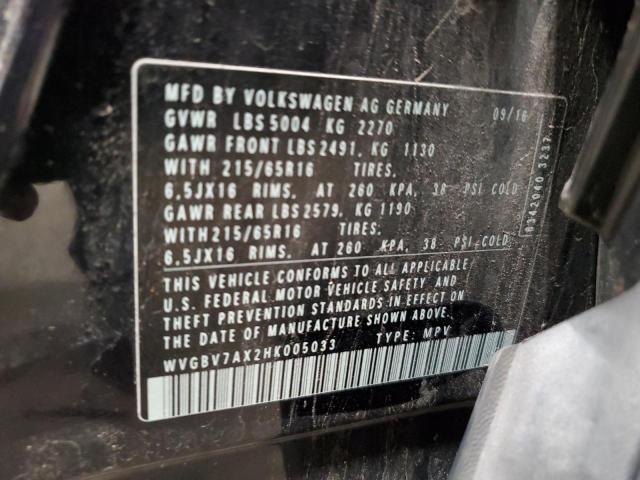 MFD BY VOLKSWAGEN AG GERMANY 09/16
GVWR LBS 5004 KG 2270
GAWR FRONT LBS 2491, KG 1130
WITH 215/65R16 TIRES,
6,5JX16 RIMS, AT 260 KPA, 38 PSI COLD
GAWR REAR LBS 2579, KG 1190
WITH 215/65R16 TIRES,
6,5JX16 RIMS, AT 260 KPA, 38 PSI-COLD
THIS VEHICLE CONFORMS TO ALL APPLICABLE
U.S. FEDERAL MOTOR VEHICLE SAFETY AND
THEFT PREVENTION STANDARDS IN EFFECT ON
THE DATE OF MANUFACTURE SHOWN ABOVE.
WVGBV7AX2HK005033 TYPE: MPV
8342040 3237